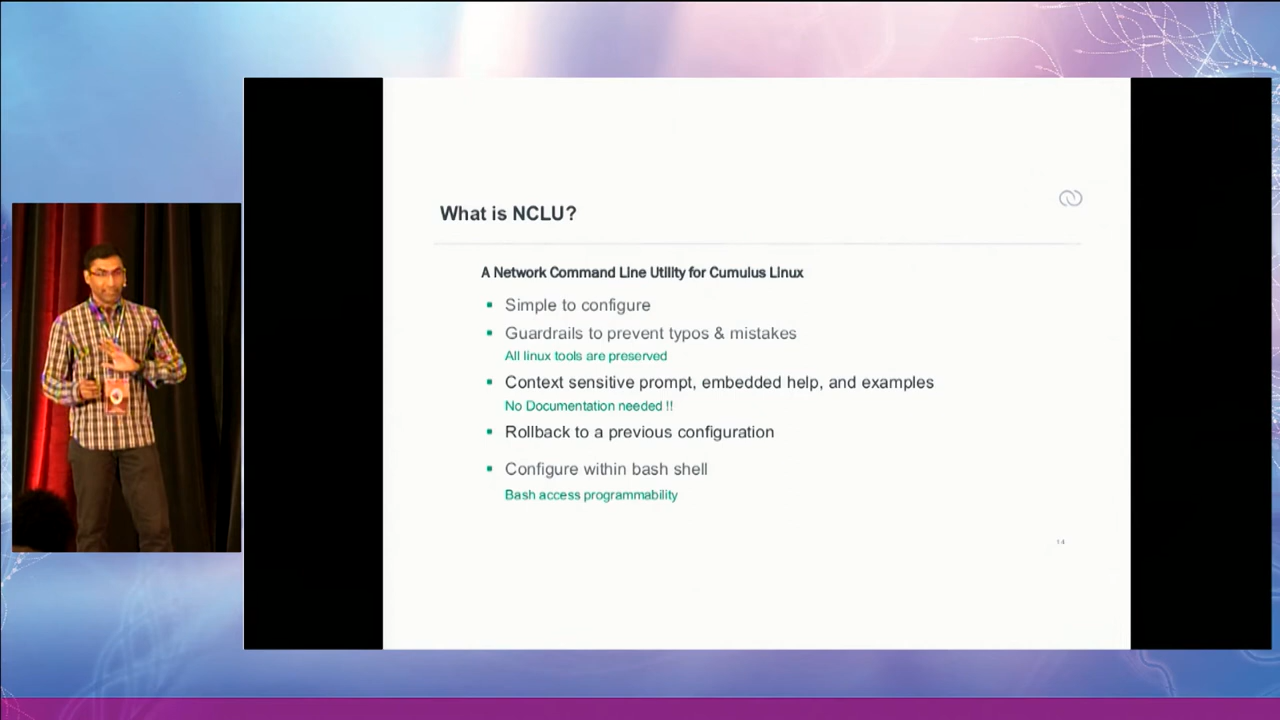 What is NCLU?
A Network Command Line Utility for Cumulus Linux
Simple to configure
Guardrails to prevent typos & mistakes
All linux tools are preserved
Context sensitive prompt, embedded help, and examples
No Documentation needed !!
Rollback to a previous configuration
Configure within bash shell
Bash access programmability
14